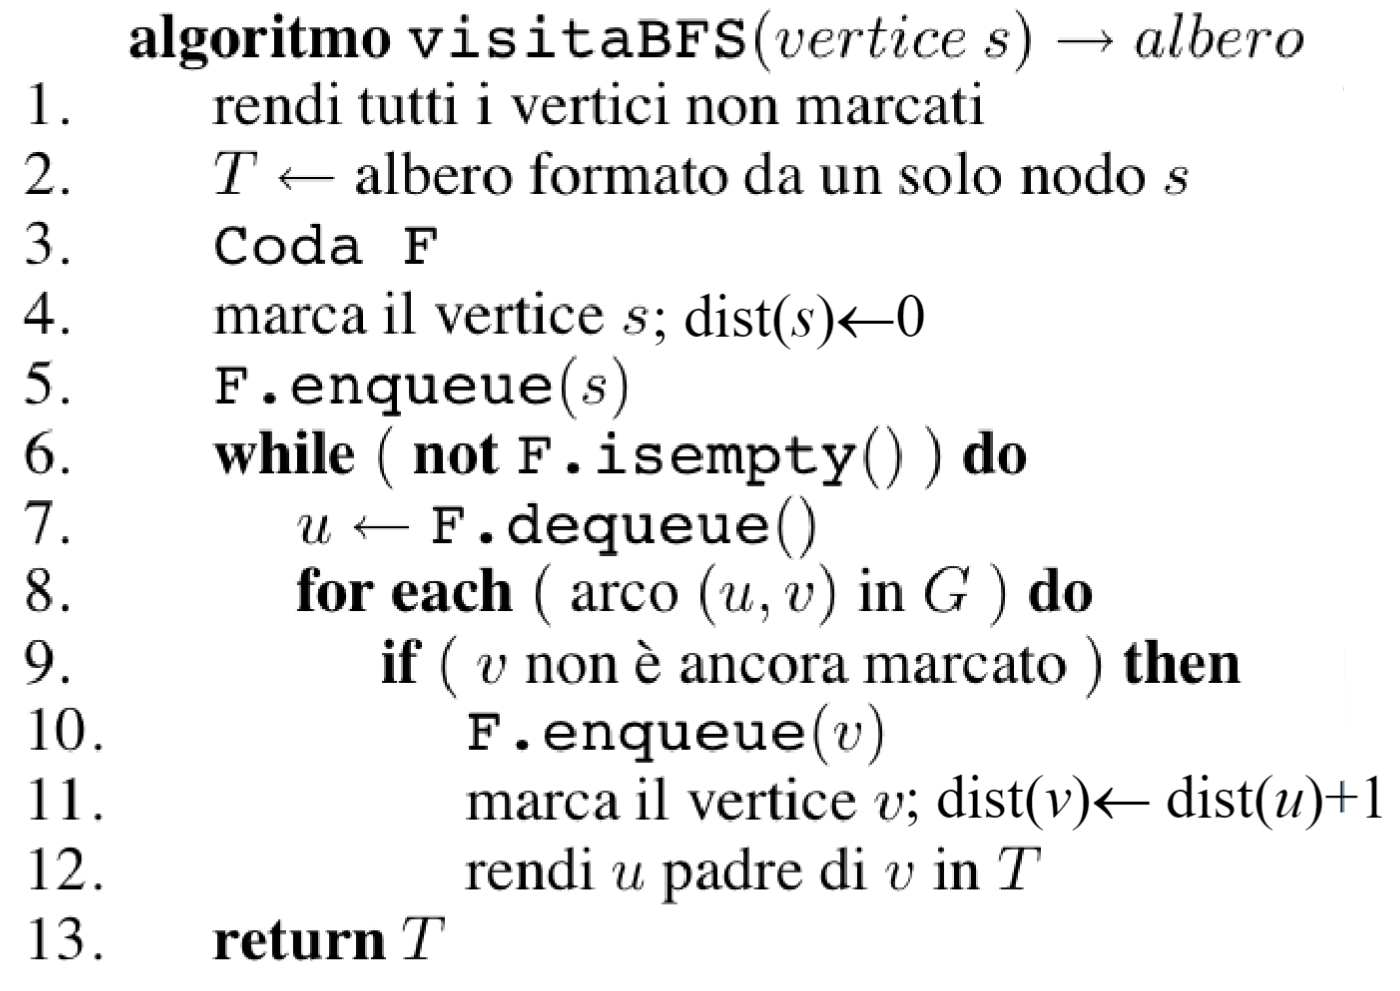 algoritmo visitaBFS(vertice s) → albero
1. rendi tutti i vertici non marcati
2. T ← albero formato da un solo nodo s
3. Coda F
4. marca il vertice s; dist(s)←0
5. F.enqueue(s)
6. while ( not F.isempty() ) do
7. u ← F.dequeue()
8. for each ( arco (u, v) in G ) do
9. if ( v non è ancora marcato ) then
10. F.enqueue(v)
11. marca il vertice v; dist(v)← dist(u)+1
12. rendi u padre di v in T
13. return T